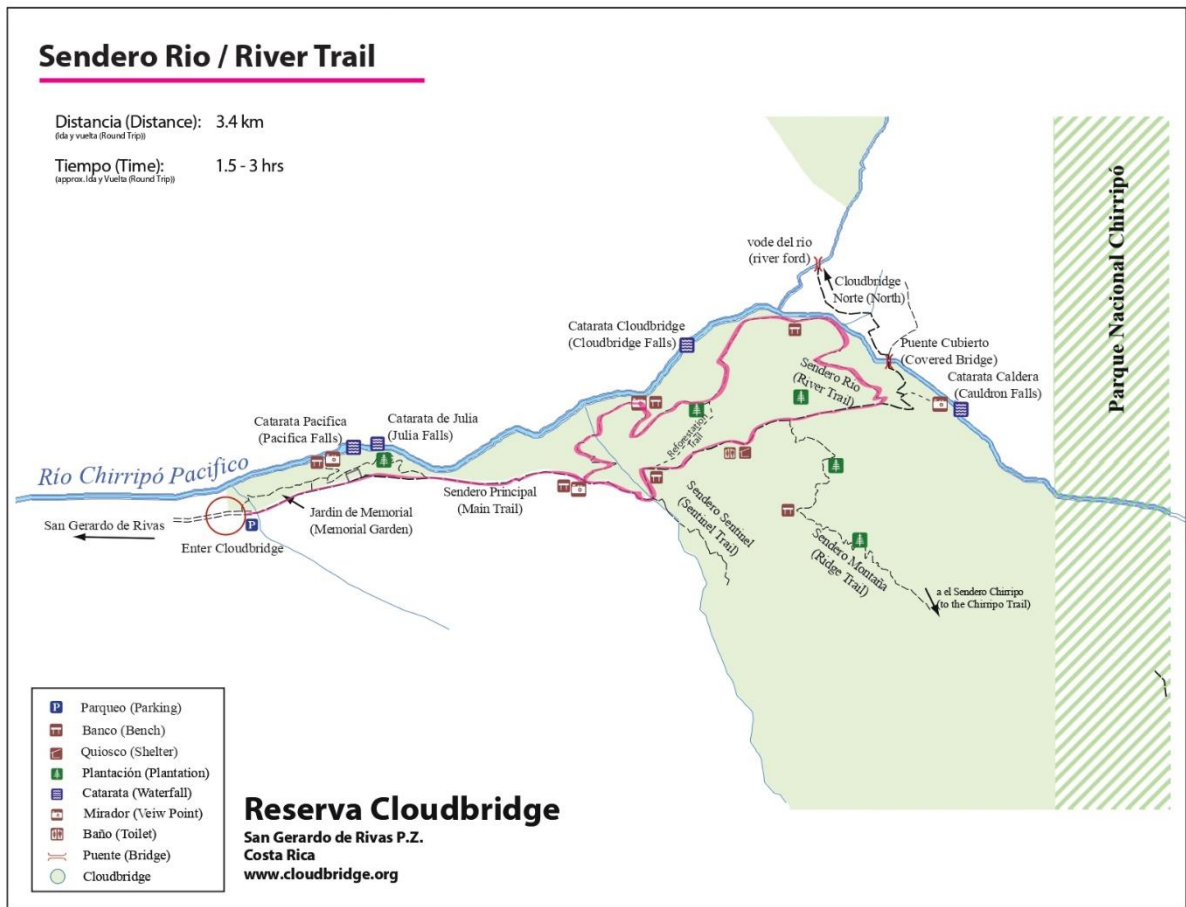 Sendero Rio / River Trail
Distancia (Distance): 3.4 km
(Ida y vuelta (Round Trip))
Tiempo (Time): 1.5 - 3 hrs
(approx. Ida y Vuelta (Round Trip))
Parque Nacional Chirripó
vode del rio
(river ford)
Cloudbridge
Norte (North)
Catarata Cloudbridge
(Cloudbridge Falls)
Puente Cubierto
(Covered Bridge)
Sendero Rio
(River Trail)
Catarata Caldera
(Cauldron Falls)
Catarata Pacifica
(Pacifica Falls)
Catarata de Julia
(Julia Falls)
Reforestation
Trail
Río Chirripó Pacifico
Sendero Principal
(Main Trail)
Jardin de Memorial
(Memorial Garden)
San Gerardo de Rivas
P
Enter Cloudbridge
Sendero Sentinel
(Sentinel Trail)
Sendero Montaña
(Ridge Trail)
a el Sendero Chirripo
(to the Chirripo Trail)
P Parqueo (Parking)
Banco (Bench)
Quiosco (Shelter)
Plantación (Plantation)
Catarata (Waterfall)
Mirador (Veiw Point)
Baño (Toilet)
Puente (Bridge)
Cloudbridge
Reserva Cloudbridge
San Gerardo de Rivas P.Z.
Costa Rica
www.cloudbridge.org